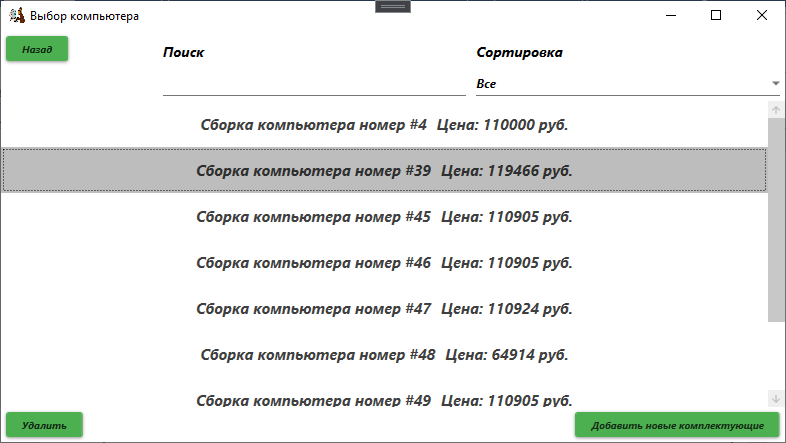 Выбор компьютера
Назад
Поиск
Сортировка
Все
Сборка компьютера номер #4 Цена: 110000 руб.
Сборка компьютера номер #39 Цена: 119466 руб.
Сборка компьютера номер #45 Цена: 110905 руб.
Сборка компьютера номер #46 Цена: 110905 руб.
Сборка компьютера номер #47 Цена: 110924 руб.
Сборка компьютера номер #48 Цена: 64914 руб.
Сборка компьютера номер #49 Цена: 110905 руб.
Удалить
Добавить новые комплектующие